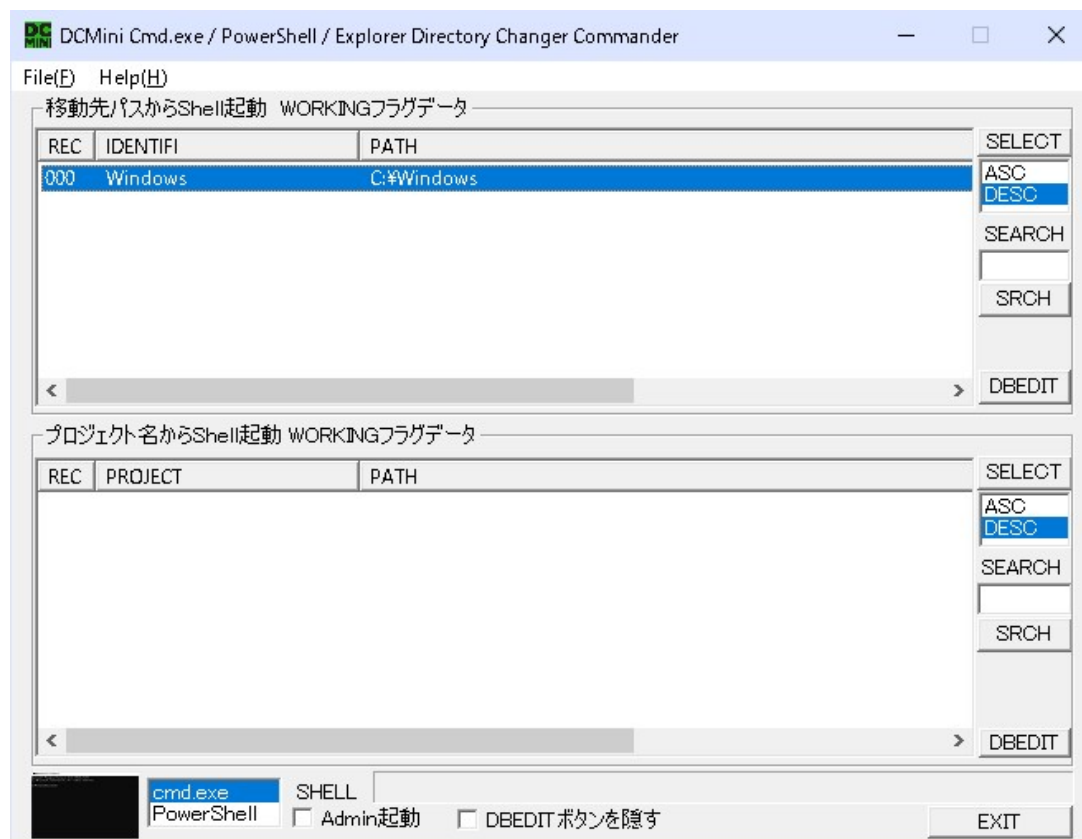 DC MINI DCMini Cmd.exe / PowerShell / Explorer Directory Changer Commander
File(F) Help(H)
移動先パスからShell起動 WORKINGフラグデータ
REC IDENTIFI PATH
000 Windows C:¥Windows
SELECT
ASC
DESC
SEARCH
SRCH
DBEDIT
プロジェクト名からShell起動 WORKINGフラグデータ
REC PROJECT PATH
SELECT
ASC
DESC
SEARCH
SRCH
DBEDIT
cmd.exe
PowerShell
SHELL
Admin起動 DBEDITボタンを隠す
EXIT